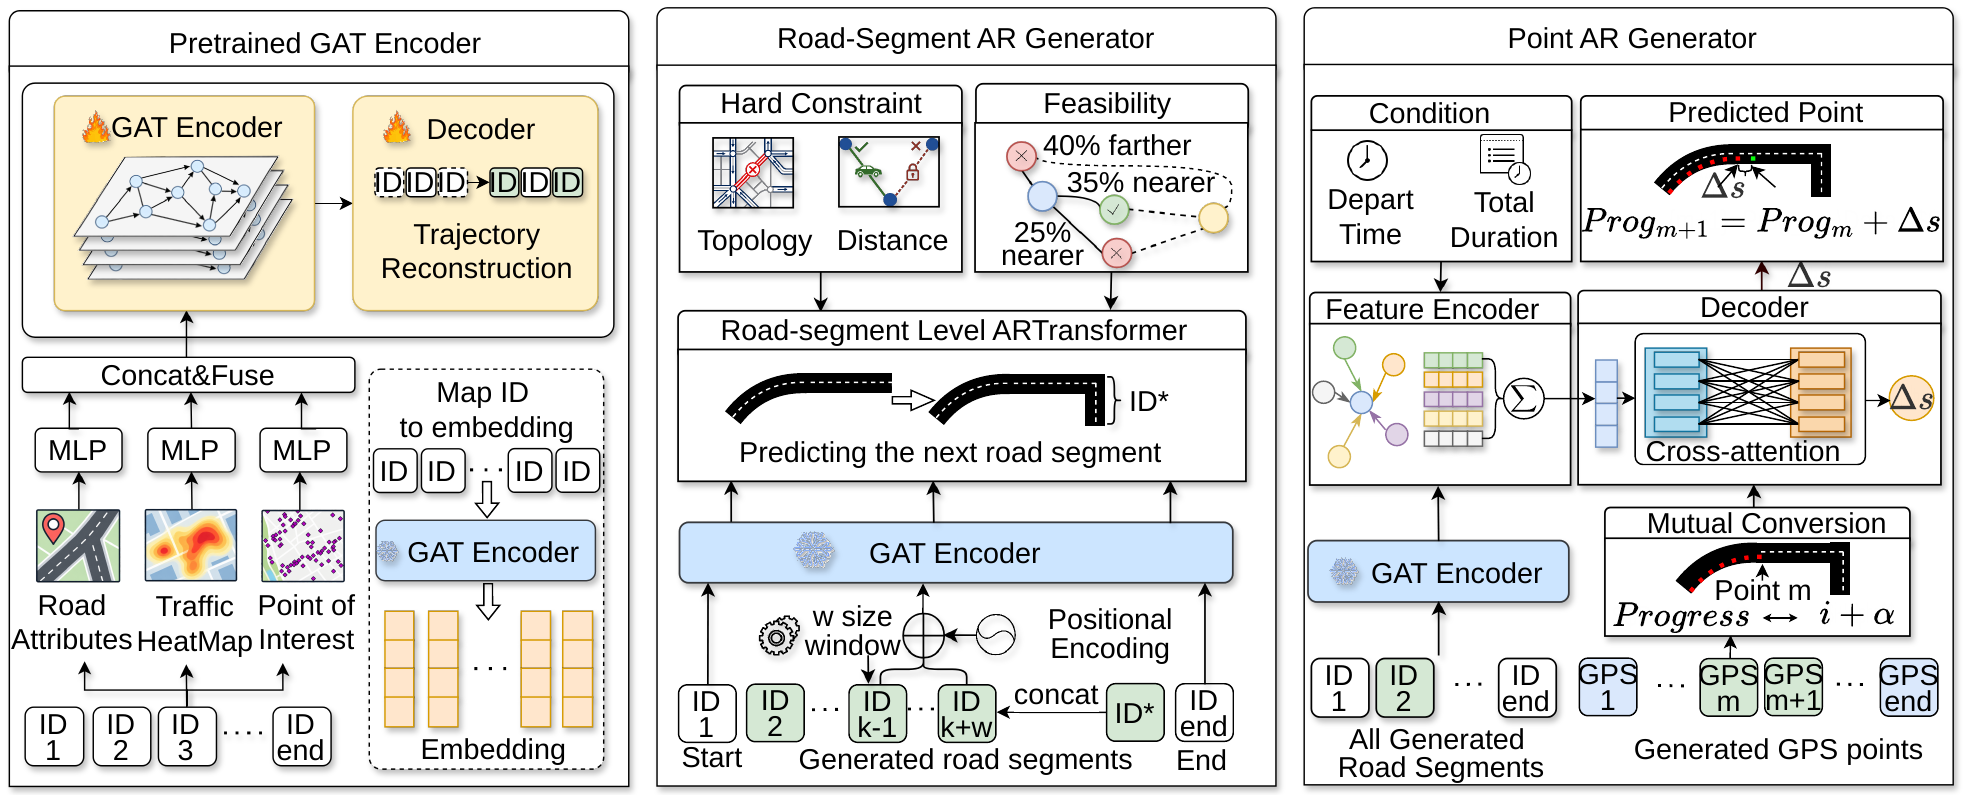 Pretrained GAT Encoder
GAT Encoder
Decoder
ID ID ID ID ID ID
Trajectory
Reconstruction
Concat&Fuse
MLP MLP MLP
Road
Attributes
Traffic
HeatMap
Point of
Interest
ID
1
ID
2
ID
3
....
ID
end
Map ID
to embedding
ID ID ... ID ID
GAT Encoder
...
Embedding
Road-Segment AR Generator
Hard Constraint
Topology
Distance
Feasibility
40% farther
35% nearer
25%
nearer
Road-segment Level ARTransformer
ID*
Predicting the next road segment
GAT Encoder
w size
window
Positional
Encoding
ID
1
ID
2
...
ID
k-1
...
ID
k+w
concat
ID*
ID
end
Start
Generated road segments
End
Point AR Generator
Condition
Depart
Time
Total
Duration
Predicted Point
Δs
Prog_{m+1} = Prog_m + Δs
Δs
Feature Encoder
Σ
Decoder
Cross-attention
Δs
GAT Encoder
Mutual Conversion
Point m
Progress ↔ i + α
ID
1
ID
2
...
ID
end
All Generated
Road Segments
GPS
1
...
GPS
m
GPS
m+1
...
GPS
end
Generated GPS points